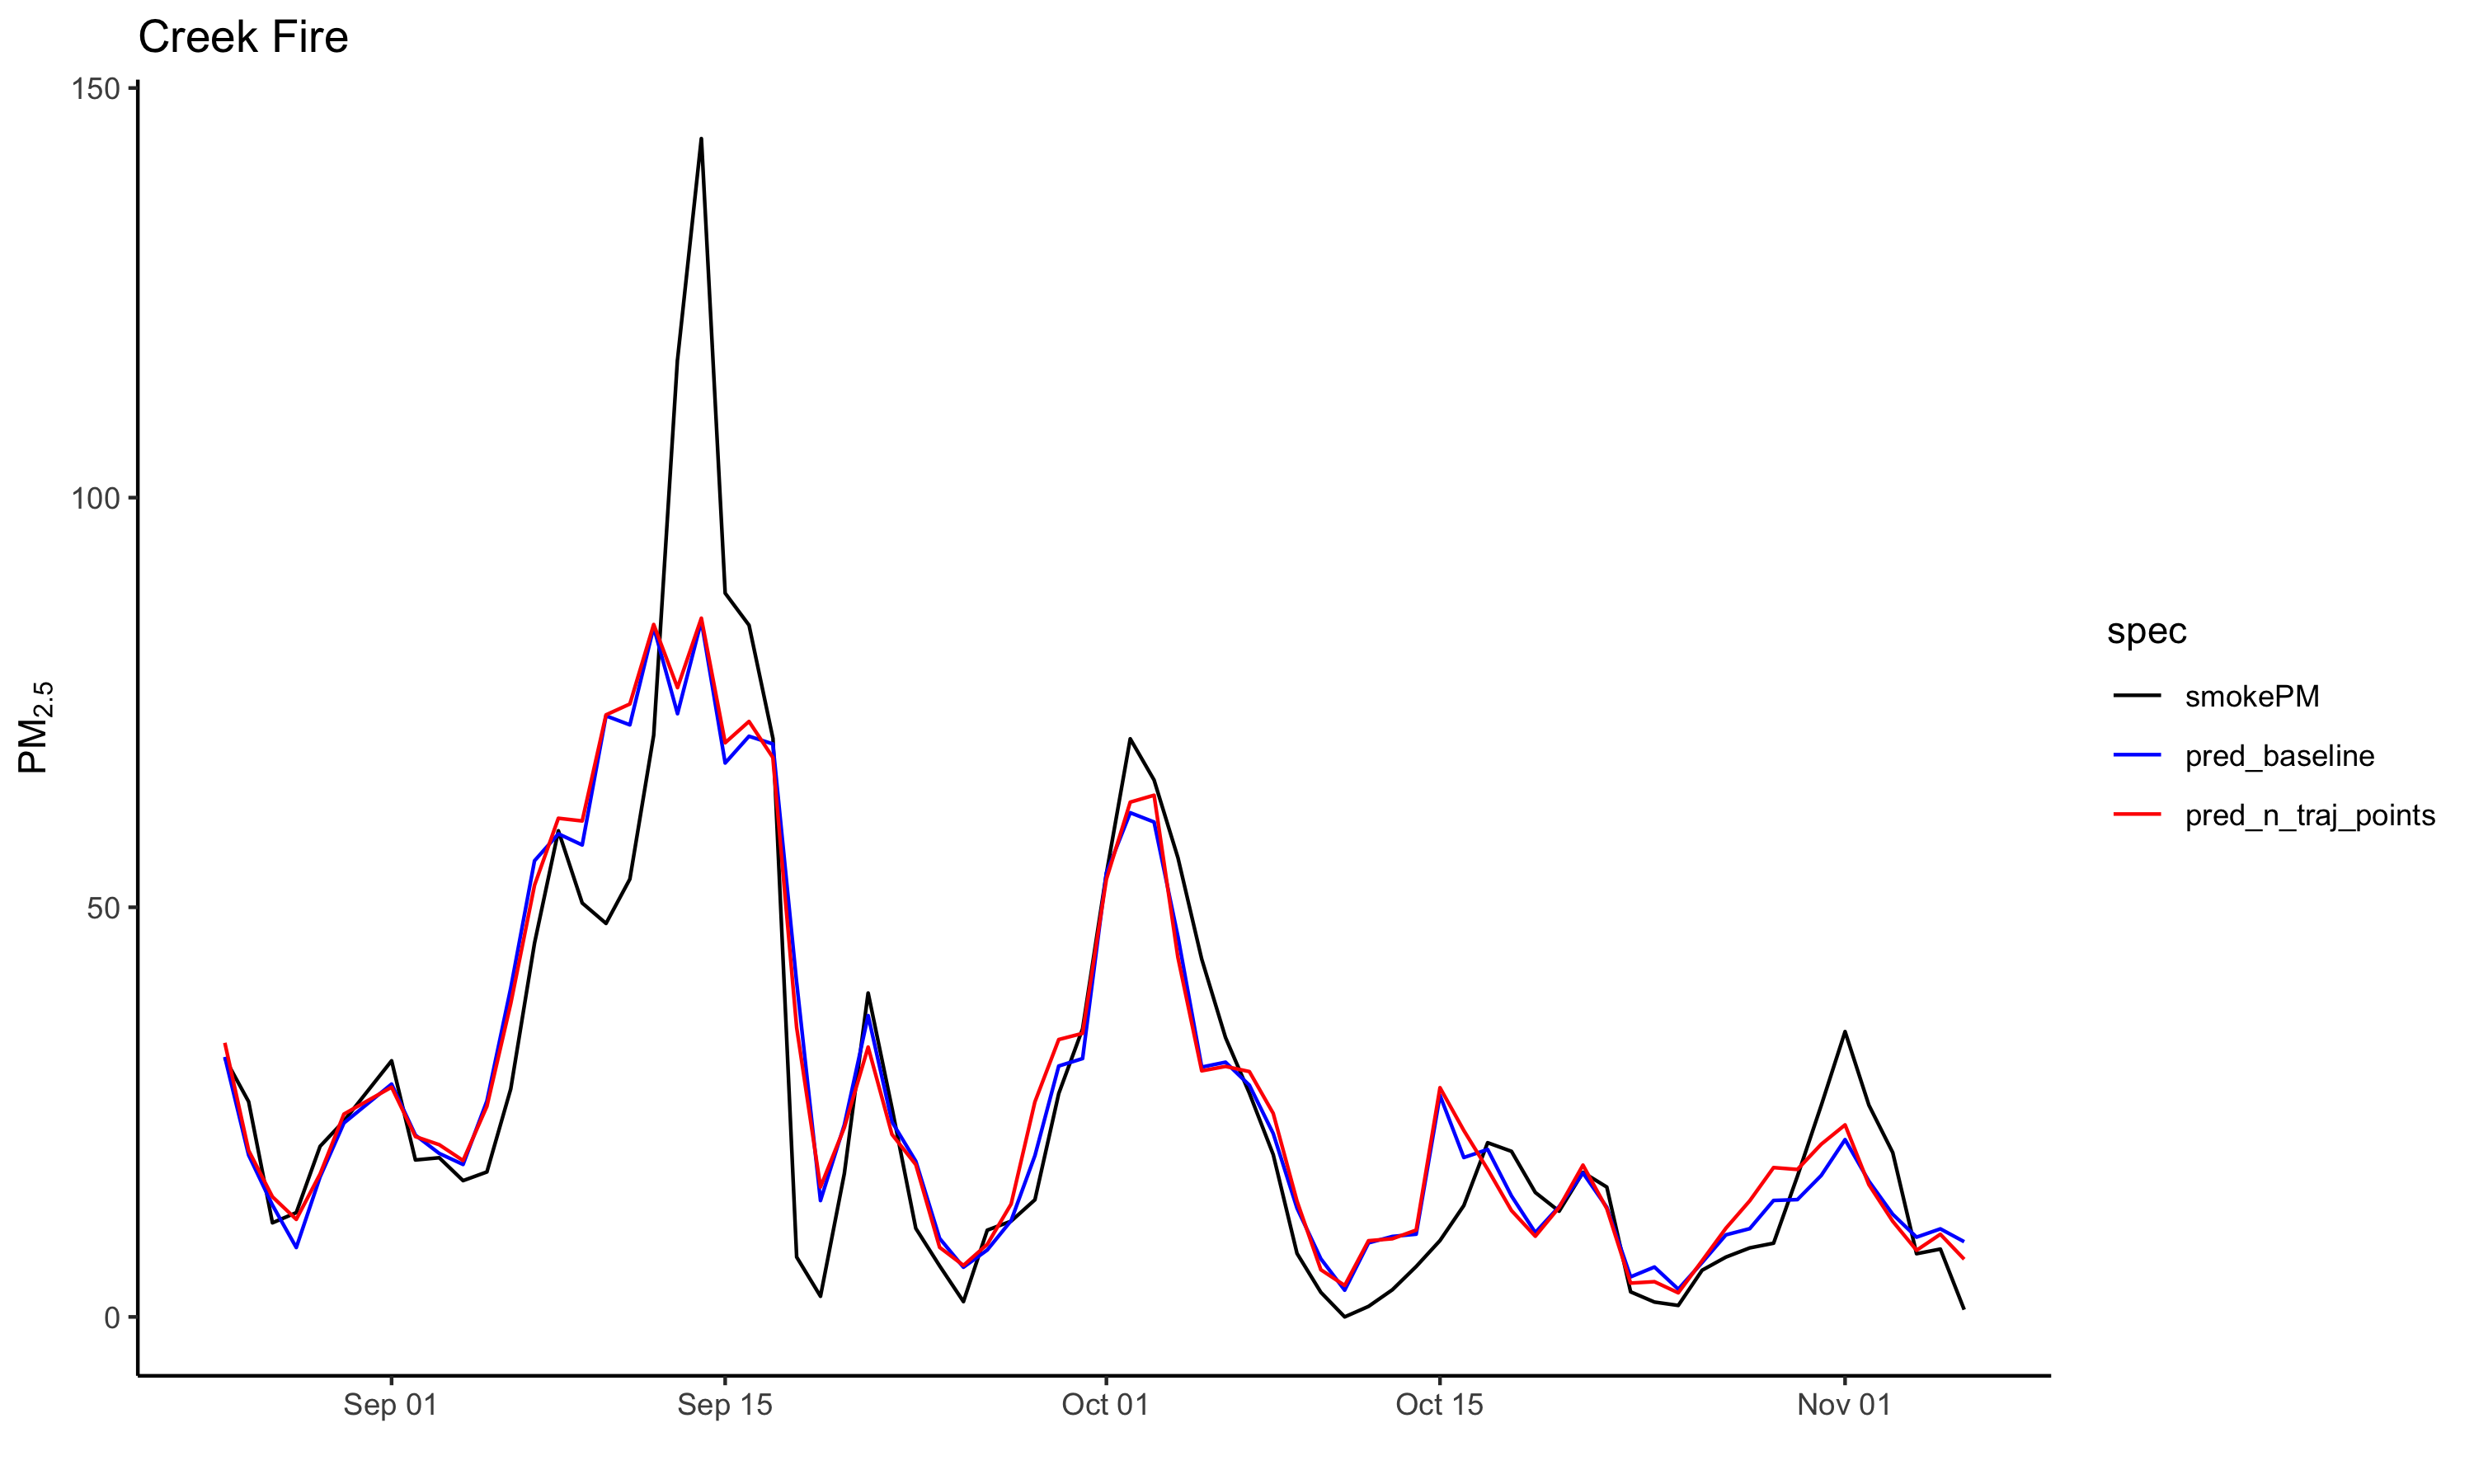 Creek Fire
150
100
50
0
PM2.5
Sep 01
Sep 15
Oct 01
Oct 15
Nov 01
spec
smokePM
pred_baseline
pred_n_traj_points